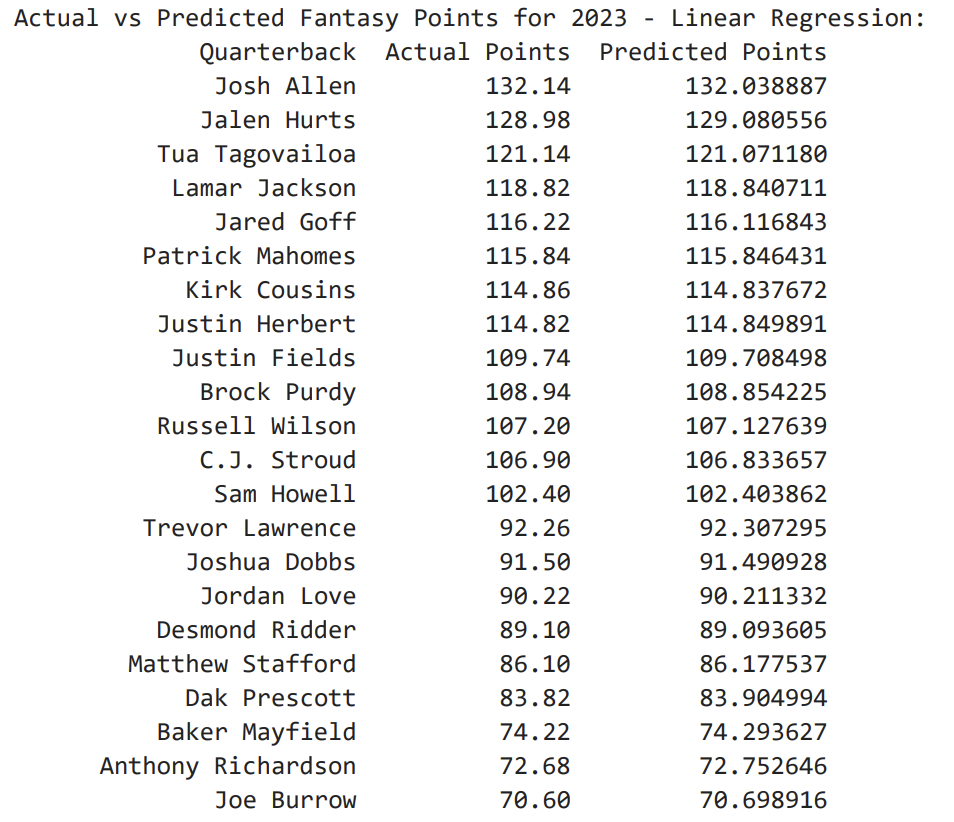 Actual vs Predicted Fantasy Points for 2023 - Linear Regression:
Quarterback Actual Points Predicted Points
Josh Allen 132.14 132.038887
Jalen Hurts 128.98 129.080556
Tua Tagovailoa 121.14 121.071180
Lamar Jackson 118.82 118.840711
Jared Goff 116.22 116.116843
Patrick Mahomes 115.84 115.846431
Kirk Cousins 114.86 114.837672
Justin Herbert 114.82 114.849891
Justin Fields 109.74 109.708498
Brock Purdy 108.94 108.854225
Russell Wilson 107.20 107.127639
C.J. Stroud 106.90 106.833657
Sam Howell 102.40 102.403862
Trevor Lawrence 92.26 92.307295
Joshua Dobbs 91.50 91.490928
Jordan Love 90.22 90.211332
Desmond Ridder 89.10 89.093605
Matthew Stafford 86.10 86.177537
Dak Prescott 83.82 83.904994
Baker Mayfield 74.22 74.293627
Anthony Richardson 72.68 72.752646
Joe Burrow 70.60 70.698916